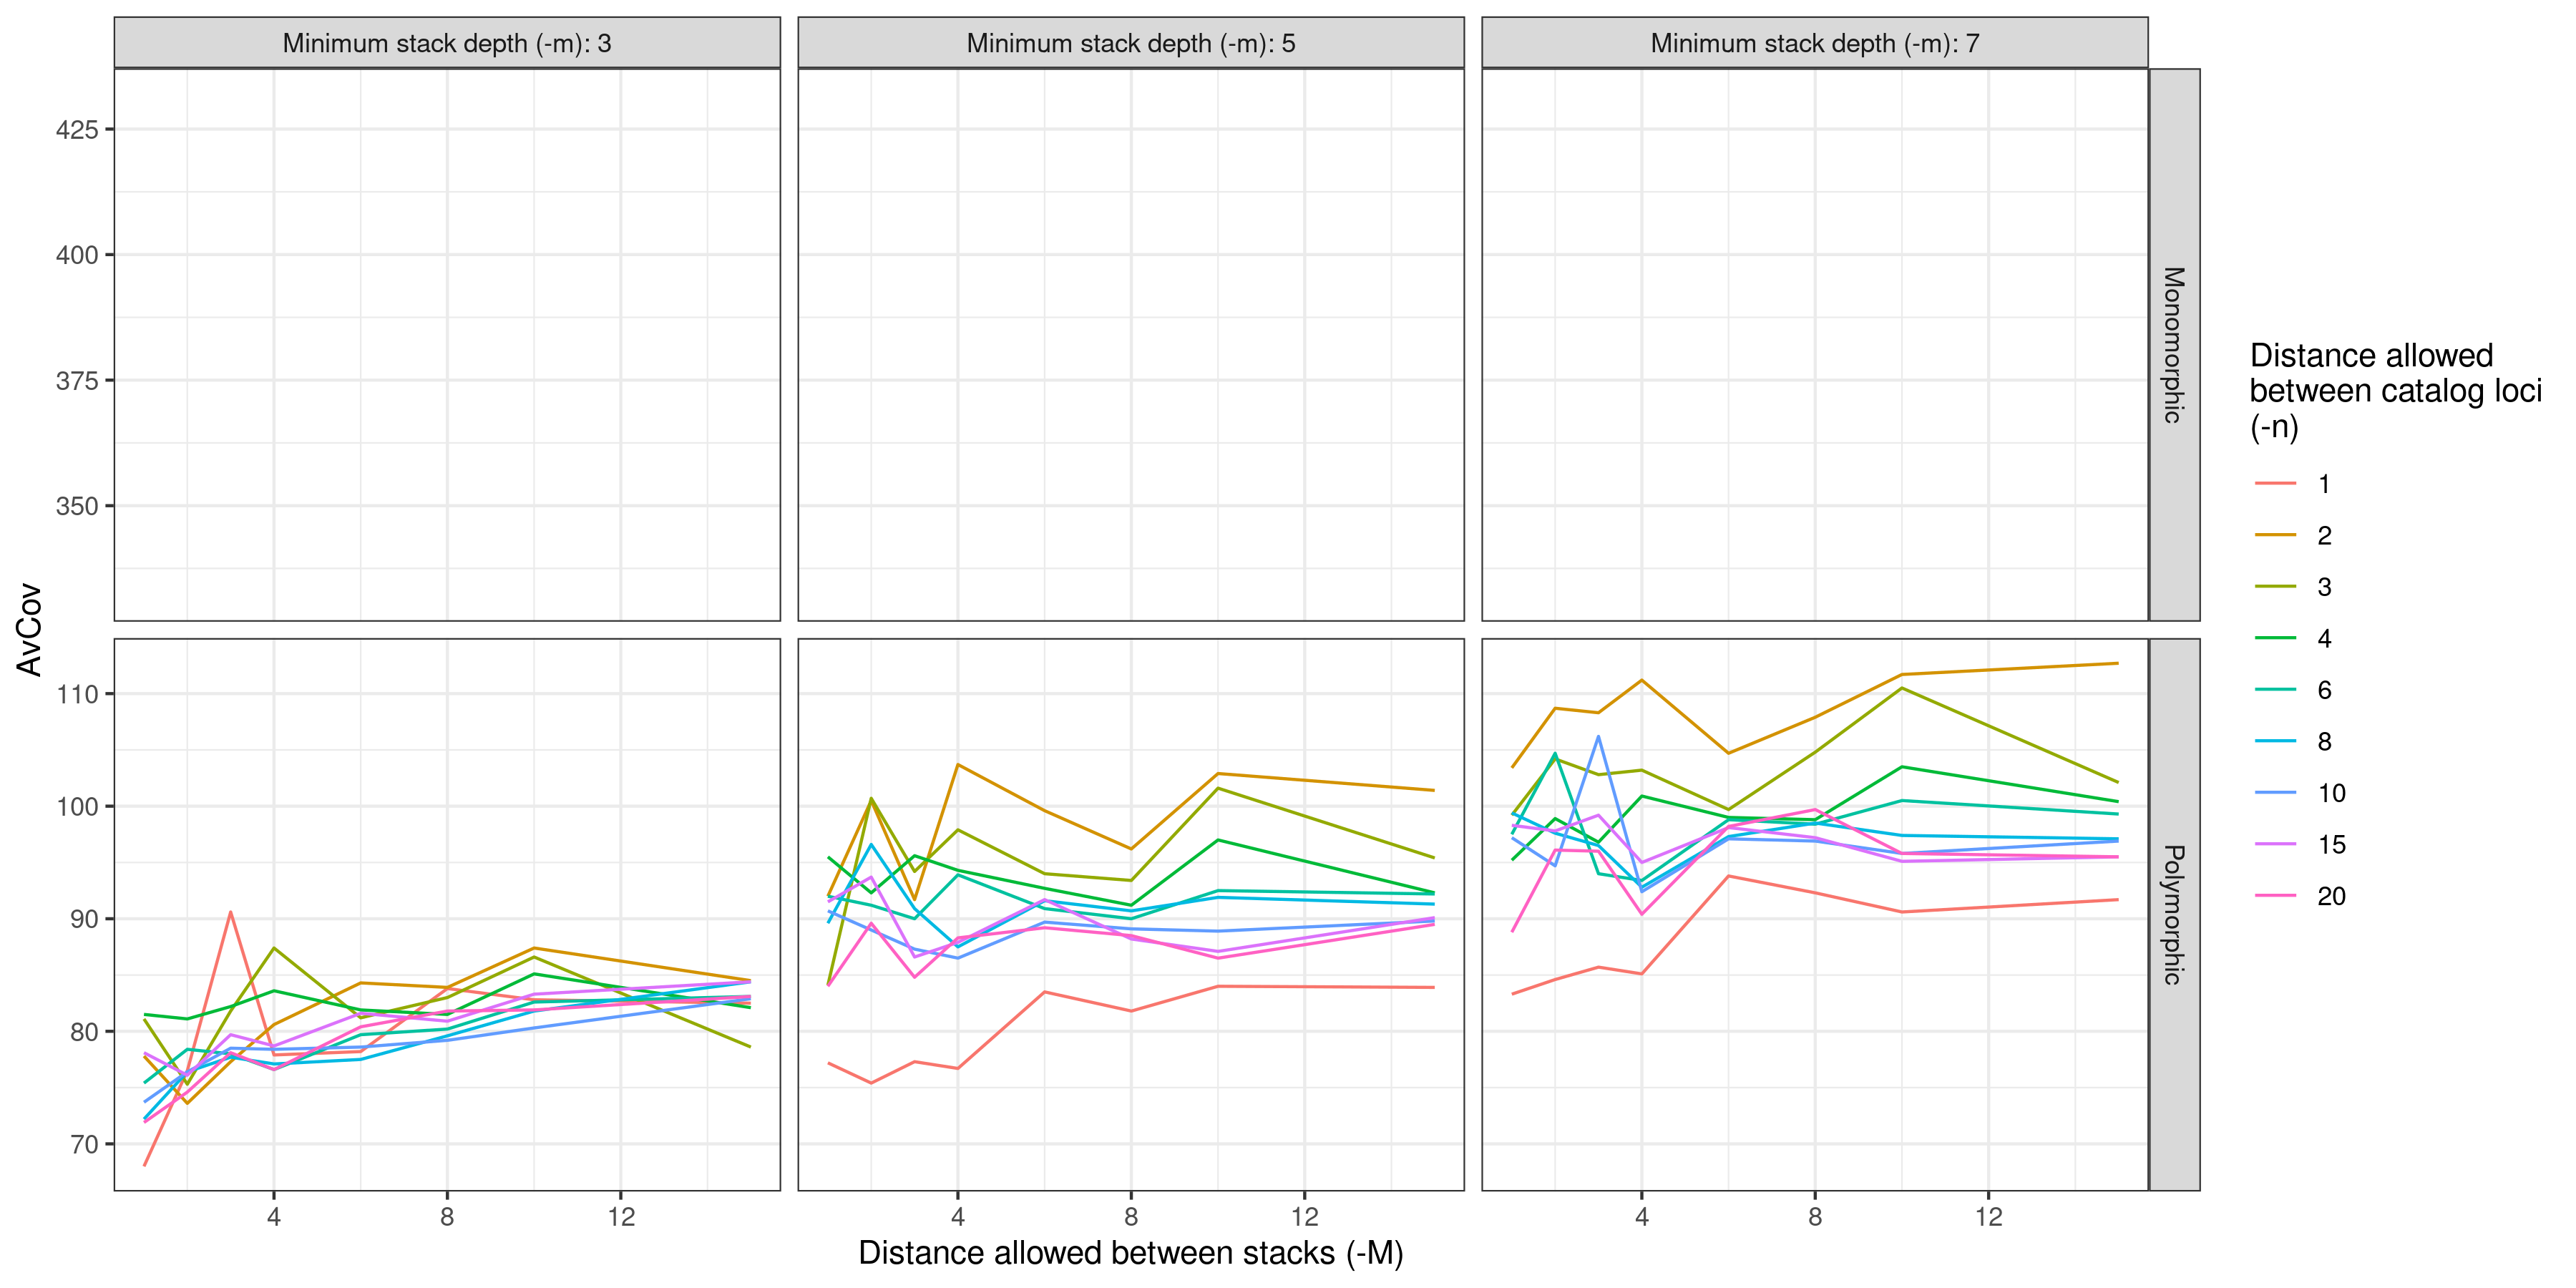 Minimum stack depth (-m): 3
Minimum stack depth (-m): 5
Minimum stack depth (-m): 7
425
400
375
350
Monomorphic
AvCov
110
100
90
80
70
Polymorphic
4
8
12
4
8
12
4
8
12
Distance allowed between stacks (-M)
Distance allowed
between catalog loci
(-n)
1
2
3
4
6
8
10
15
20